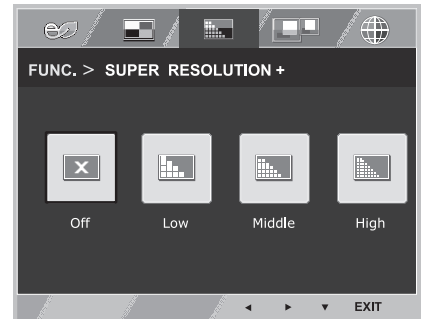 FUNC. > SUPER RESOLUTION +
Off Low Middle High
EXIT